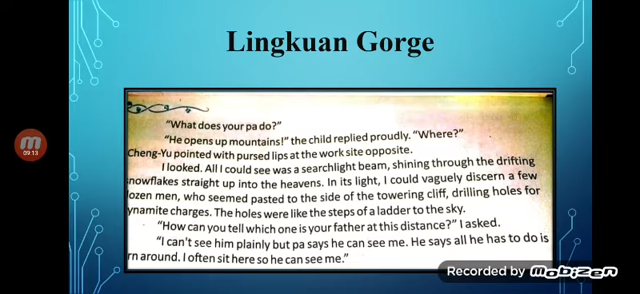 Lingkuan Gorge
"What does your pa do?"
"He opens up mountains!" the child replied proudly. "Where?"
Cheng-Yu pointed with pursed lips at the work site opposite.
I looked. All I could see was a searchlight beam, shining through the drifting
nowflakes straight up into the heavens. In its light, I could vaguely discern a few
ozen men, who seemed pasted to the side of the towering cliff, drilling holes for
ynamite charges. The holes were like the steps of a ladder to the sky.
"How can you tell which one is your father at this distance?" I asked.
"I can't see him plainly but pa says he can see me. He says all he has to do is
rn around. I often sit here so he can see me."
09:13
Recorded by mobizen